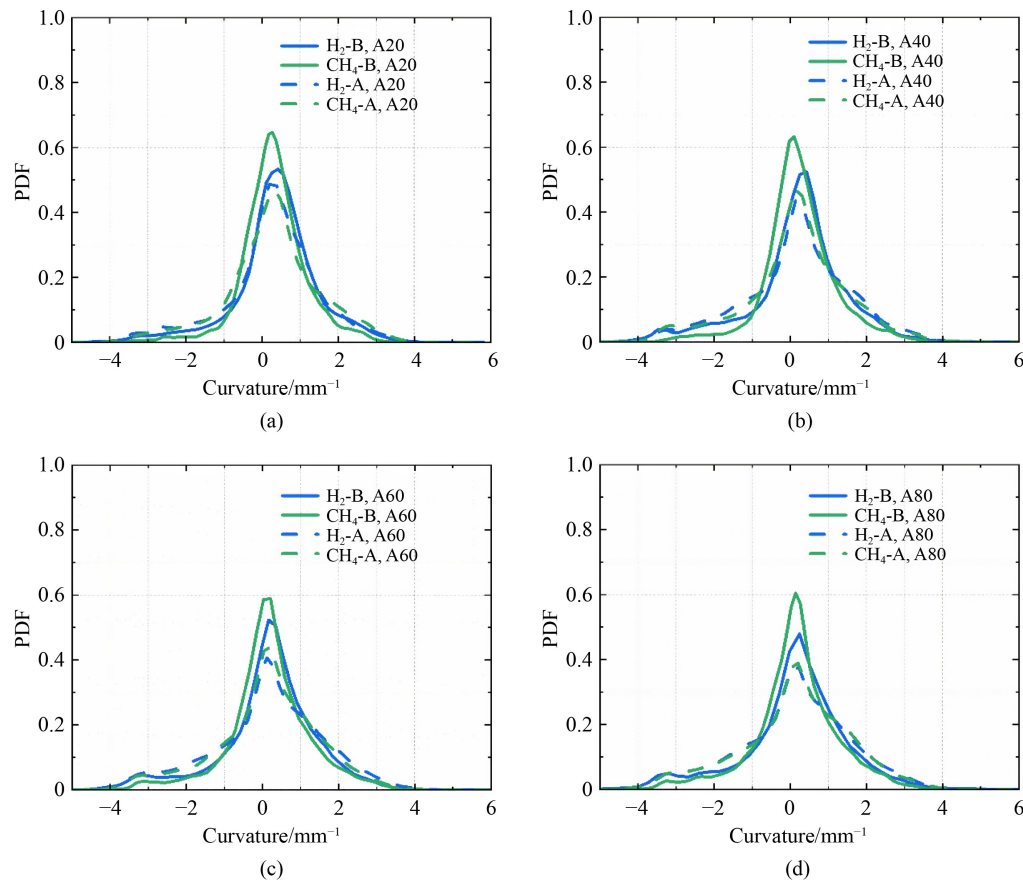 1.0
0.8
0.6
0.4
0.2
0
PDF
−4 −2 0 2 4 6
Curvature/mm⁻¹
H₂-B, A20
CH₄-B, A20
H₂-A, A20
CH₄-A, A20
(a)
1.0
0.8
0.6
0.4
0.2
0
PDF
−4 −2 0 2 4 6
Curvature/mm⁻¹
H₂-B, A40
CH₄-B, A40
H₂-A, A40
CH₄-A, A40
(b)
1.0
0.8
0.6
0.4
0.2
0
PDF
−4 −2 0 2 4 6
Curvature/mm⁻¹
H₂-B, A60
CH₄-B, A60
H₂-A, A60
CH₄-A, A60
(c)
1.0
0.8
0.6
0.4
0.2
0
PDF
−4 −2 0 2 4 6
Curvature/mm⁻¹
H₂-B, A80
CH₄-B, A80
H₂-A, A80
CH₄-A, A80
(d)